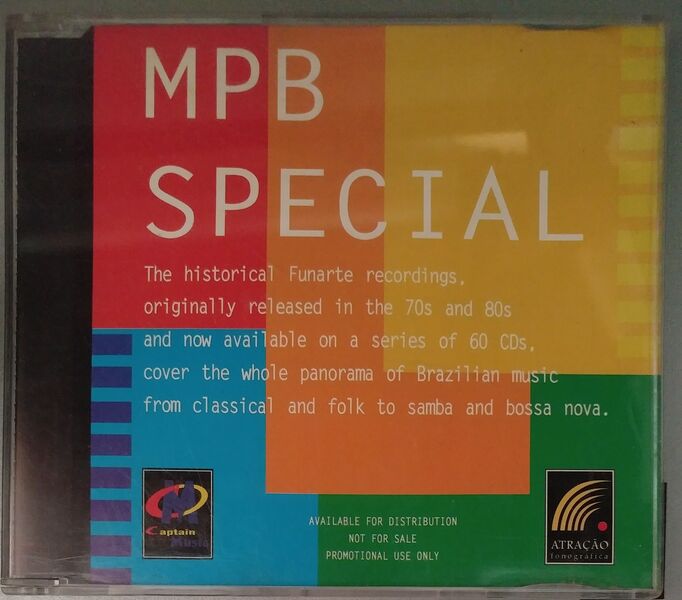 MPB
SPECIAL
The historical Funarte recordings,
originally released in the 70s and 80s
and now available on a series of 60 CDs,
cover the whole panorama of Brazilian music
from classical and folk to samba and bossa nova.
Captain
Music
AVAILABLE FOR DISTRIBUTION
NOT FOR SALE
PROMOTIONAL USE ONLY
ATRAÇÃO
fonográfica